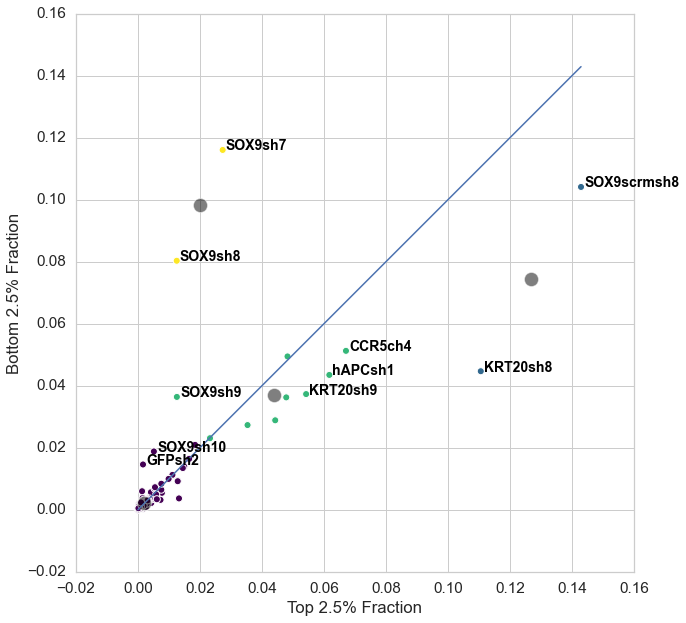 0.16
0.14
0.12
0.10
0.08
0.06
0.04
0.02
0.00
−0.02
Bottom 2.5% Fraction
SOX9sh7
SOX9scrmsh8
SOX9sh8
CCR5ch4
hAPCsh1
KRT20sh8
KRT20sh9
SOX9sh9
SOX9sh10
GFPsh2
−0.02 0.00 0.02 0.04 0.06 0.08 0.10 0.12 0.14 0.16
Top 2.5% Fraction